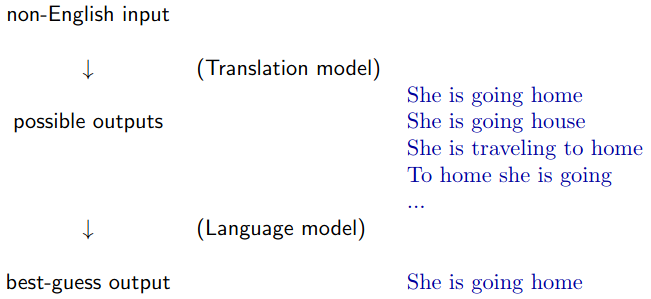 non-English input
↓ (Translation model)
She is going home
possible outputs She is going house
She is traveling to home
To home she is going
...
↓ (Language model)
best-guess output She is going home